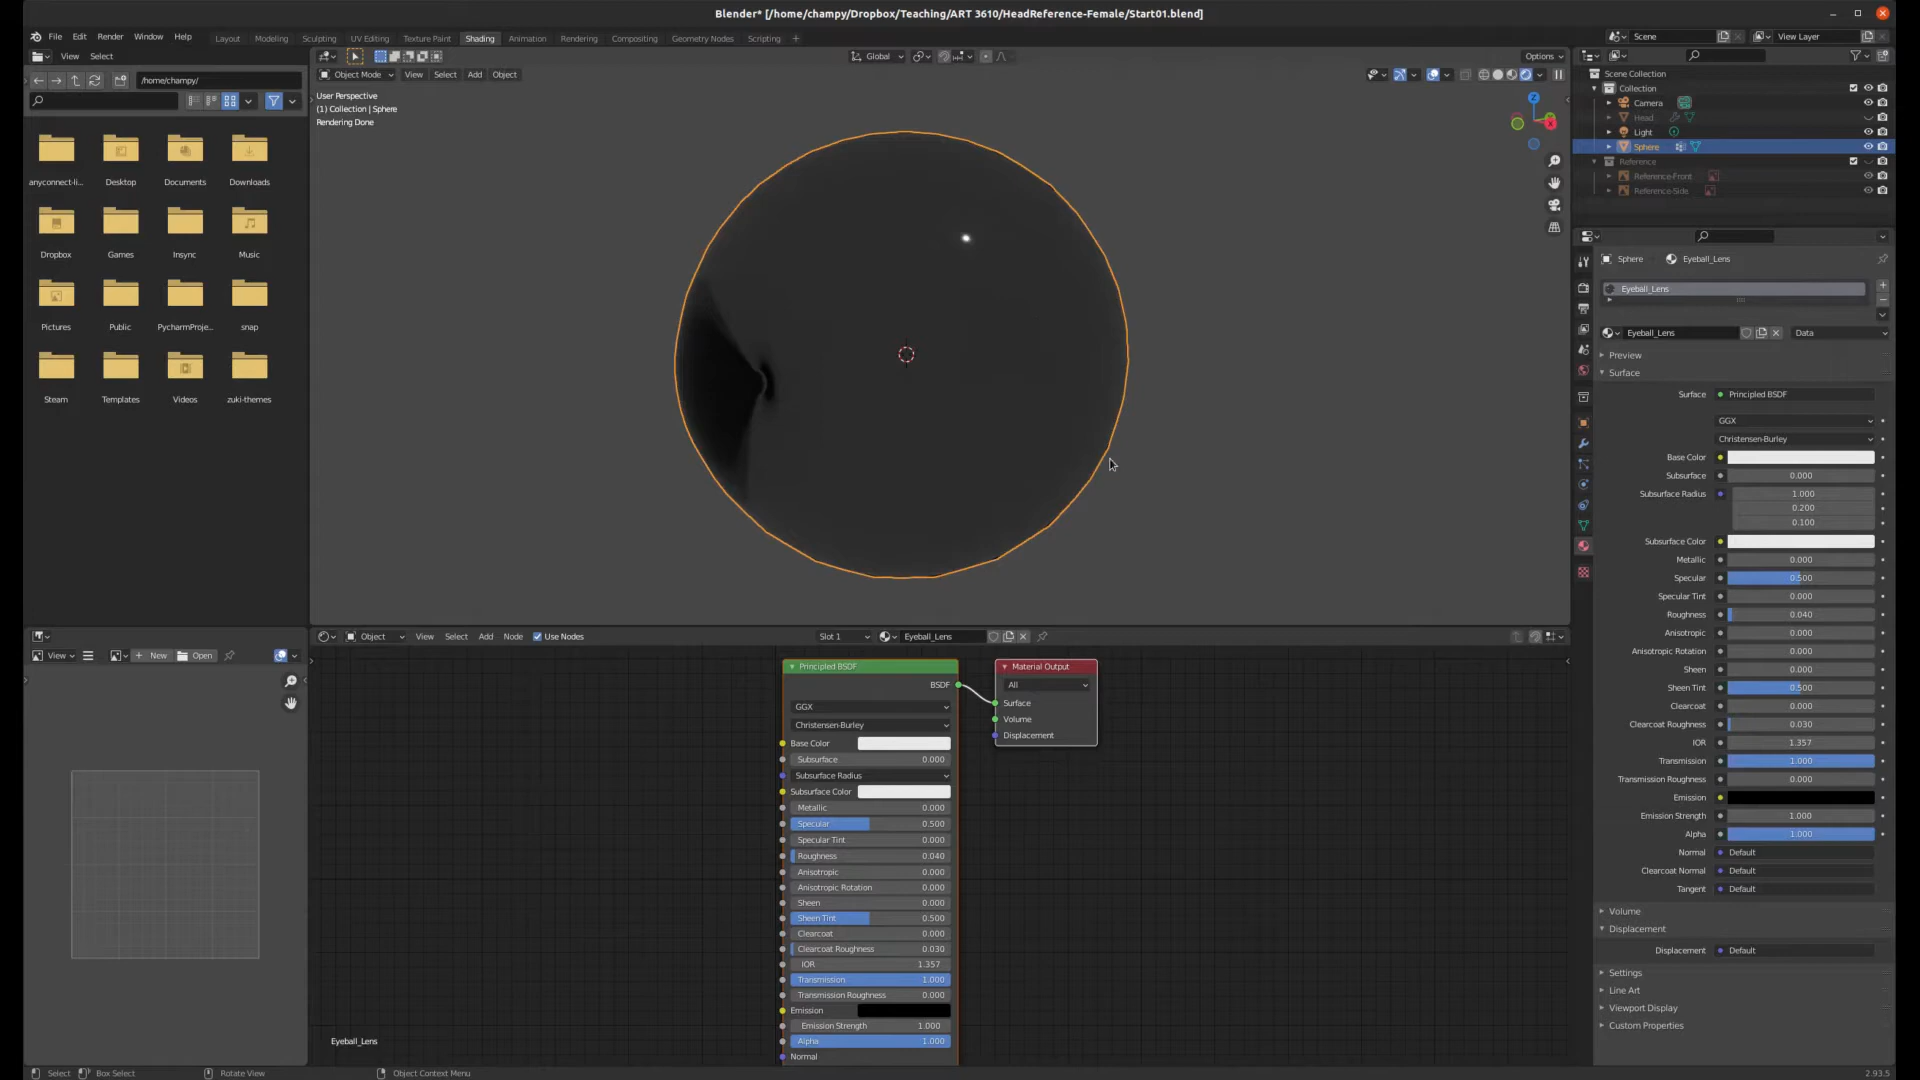 Blender* [/home/champy/Dropbox/Teaching/ART 3610/HeadReference-Female/Start01.blend]
File Edit Render Window Help
Layout Modeling Sculpting UV Editing Texture Paint Shading Animation Rendering Compositing Geometry Nodes Scripting +
Scene
View Layer
View Select
Global
Options
/home/champy/
Object Mode View Select Add Object
User Perspective
(1) Collection | Sphere
Rendering Done
anyconnect-li... Desktop Documents Downloads
Dropbox Games Insync Music
Pictures Public PycharmProje... snap
Steam Templates Videos zuki-themes
Z
Scene Collection
Collection
Camera
Head
Light
Sphere
Reference
Reference-Front
Reference-Side
Sphere Eyeball_Lens
Eyeball_Lens
Eyeball_Lens Data
Preview
Surface
Surface Principled BSDF
GGX
Christensen-Burley
Base Color
Subsurface 0.000
Subsurface Radius 1.000
0.200
0.100
Subsurface Color
Metallic 0.000
Specular 0.500
Specular Tint 0.000
Roughness 0.040
Anisotropic 0.000
Anisotropic Rotation 0.000
Sheen 0.000
Sheen Tint 0.500
Clearcoat 0.000
Clearcoat Roughness 0.030
IOR 1.357
Transmission 1.000
Transmission Roughness 0.000
Emission
Emission Strength 1.000
Alpha 1.000
Normal Default
Clearcoat Normal Default
Tangent Default
Volume
Displacement
Displacement Default
Settings
Line Art
Viewport Display
Custom Properties
View + New Open
Object View Select Add Node Use Nodes Slot 1 Eyeball_Lens
Principled BSDF
BSDF
GGX
Christensen-Burley
Base Color
Subsurface 0.000
Subsurface Radius
Subsurface Color
Metallic 0.000
Specular 0.500
Specular Tint 0.000
Roughness 0.040
Anisotropic 0.000
Anisotropic Rotation 0.000
Sheen 0.000
Sheen Tint 0.500
Clearcoat 0.000
Clearcoat Roughness 0.030
IOR 1.357
Transmission 1.000
Transmission Roughness 0.000
Emission
Emission Strength 1.000
Alpha 1.000
Normal
Material Output
All
Surface
Volume
Displacement
Eyeball_Lens
Select Box Select Rotate View Object Context Menu
2.93.5